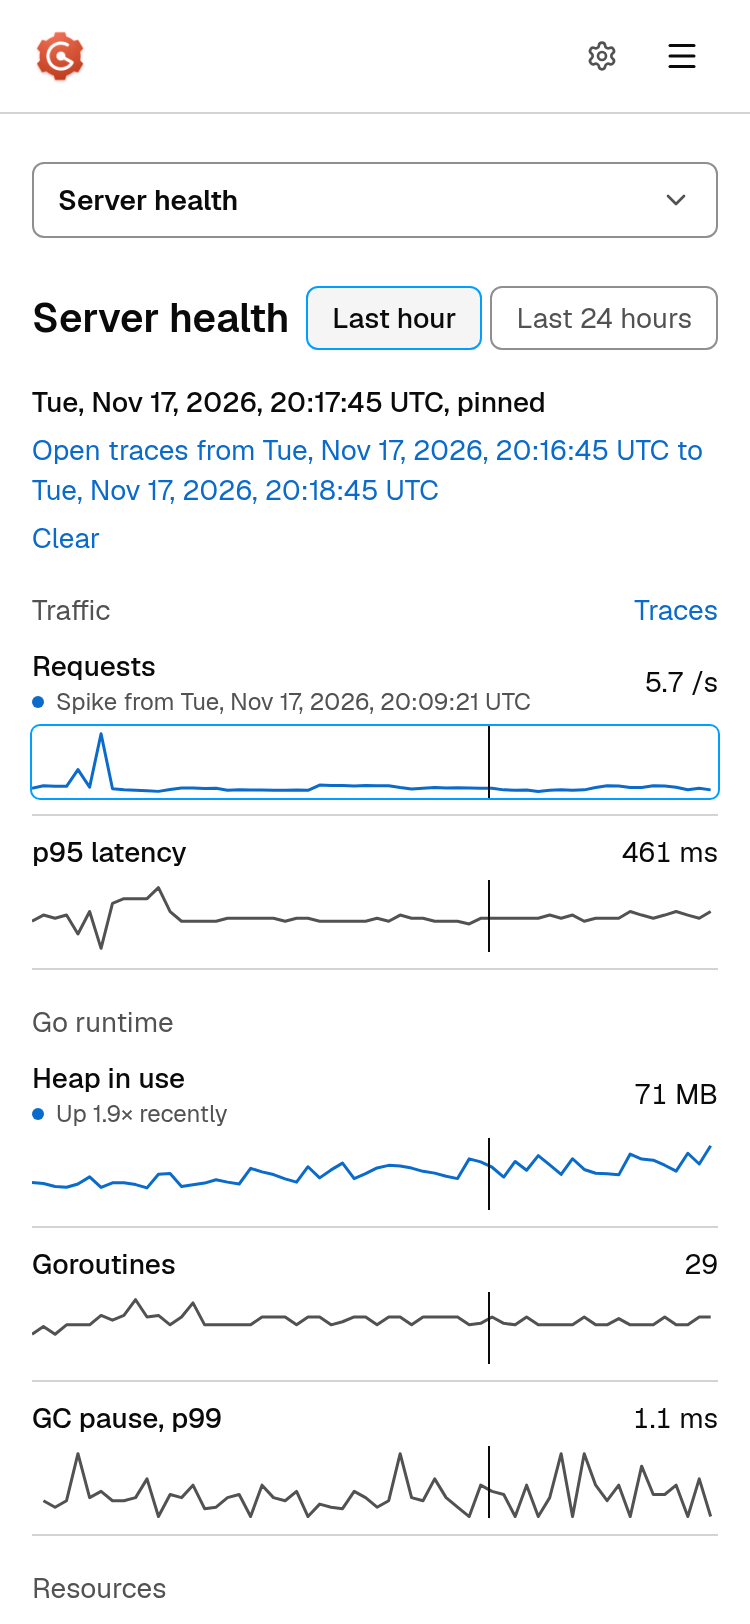 Server health
Server health
Last hour
Last 24 hours
Tue, Nov 17, 2026, 20:17:45 UTC, pinned
Open traces from Tue, Nov 17, 2026, 20:16:45 UTC to
Tue, Nov 17, 2026, 20:18:45 UTC
Clear
Traffic
Traces
Requests
5.7 /s
Spike from Tue, Nov 17, 2026, 20:09:21 UTC
p95 latency
461 ms
Go runtime
Heap in use
71 MB
Up 1.9× recently
Goroutines
29
GC pause, p99
1.1 ms
Resources